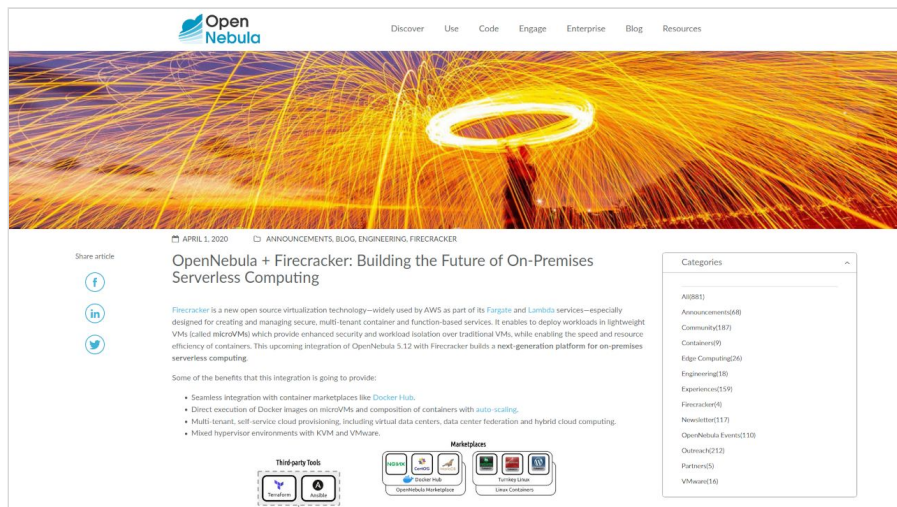 Open
Nebula
Discover Use Code Engage Enterprise Blog Resources
APRIL 1, 2020 ANNOUNCEMENTS, BLOG, ENGINEERING, FIRECRACKER
Share article
OpenNebula + Firecracker: Building the Future of On-Premises
Serverless Computing
Firecracker is a new open source virtualization technology—widely used by AWS as part of its Fargate and Lambda services—especially
designed for creating and managing secure, multi-tenant container and function-based services. It enables to deploy workloads in lightweight
VMs (called microVMs) which provide enhanced security and workload isolation over traditional VMs, while enabling the speed and resource
efficiency of containers. This upcoming integration of OpenNebula 5.12 with Firecracker builds a next-generation platform for on-premises
serverless computing.
Some of the benefits that this integration is going to provide:
• Seamless integration with container marketplaces like Docker Hub.
• Direct execution of Docker images on microVMs and composition of containers with auto-scaling.
• Multi-tenant, self-service cloud provisioning, including virtual data centers, data center federation and hybrid cloud computing.
• Mixed hypervisor environments with KVM and VMware.
Third-party Tools
Terraform
Ansible
Marketplaces
NGINX
CentOS
Docker Hub
OpenNebula Marketplace
Turnkey Linux
Linux Containers
Categories
All(881)
Announcements(68)
Community(187)
Containers(9)
Edge Computing(26)
Engineering(18)
Experiences(159)
Firecracker(4)
Newsletter(117)
OpenNebula Events(110)
Outreach(212)
Partners(5)
VMware(16)